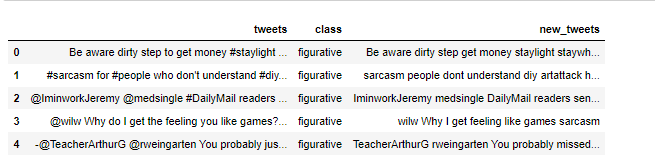 tweets class new_tweets
0 Be aware dirty step to get money #staylight ... figurative Be aware dirty step get money staylight staywh...
1 #sarcasm for #people who don't understand #diy... figurative sarcasm people dont understand diy artattack h...
2 @IminworkJeremy @medsingle #DailyMail readers ... figurative IminworkJeremy medsingle DailyMail readers sen...
3 @wilw Why do I get the feeling you like games?... figurative wilw Why I get feeling like games sarcasm
4 -@TeacherArthurG @rweingarten You probably jus... figurative TeacherArthurG rweingarten You probably missed...